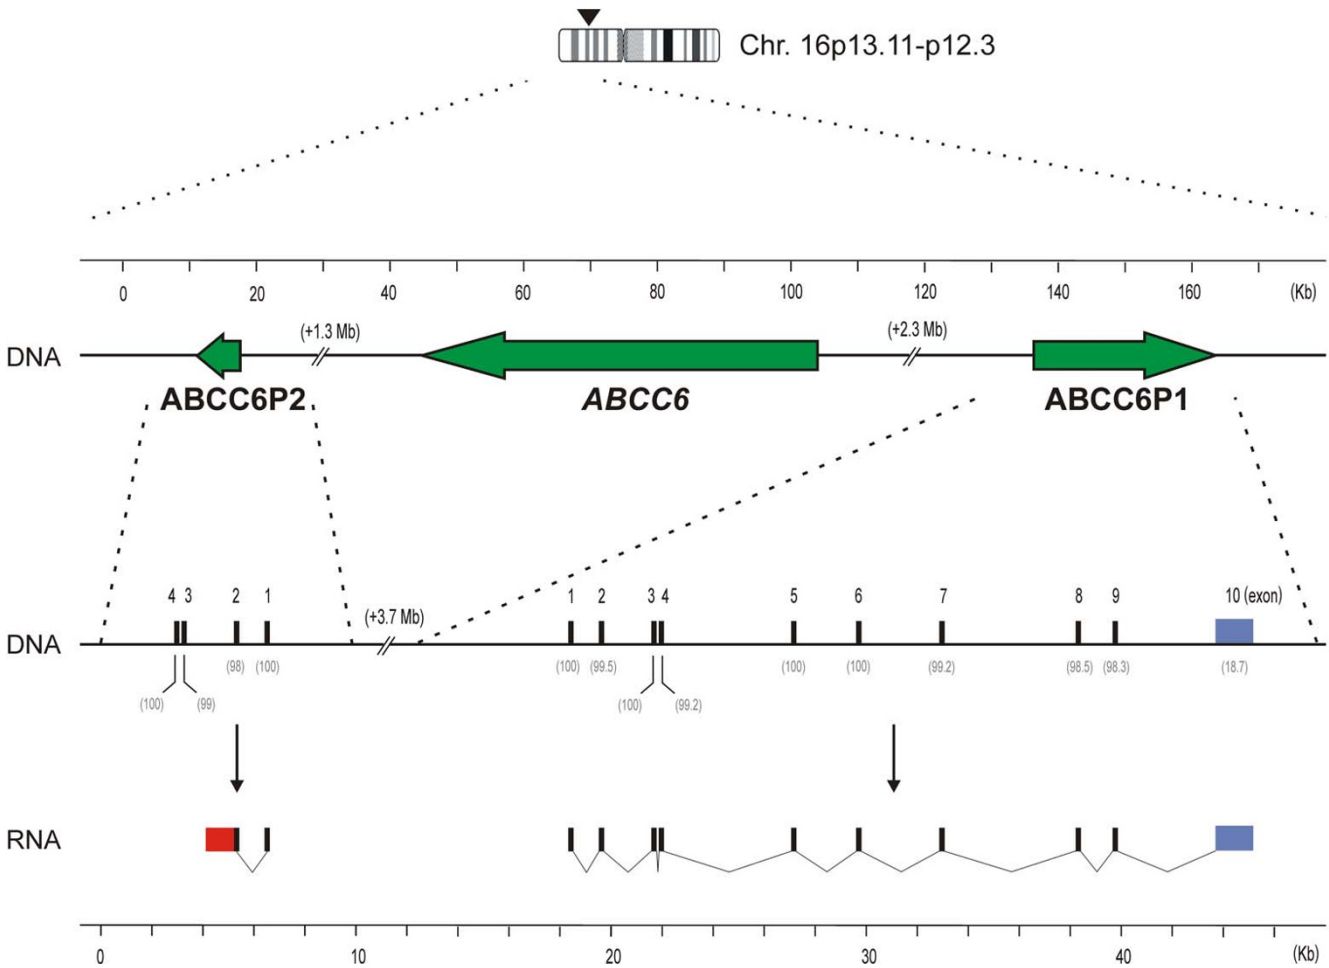 Chr. 16p13.11-p12.3
0 20 40 60 80 100 120 140 160 (Kb)
(+1.3 Mb) (+2.3 Mb)
DNA
ABCC6P2 ABCC6 ABCC6P1
4 3 2 1 (+3.7 Mb) 1 2 3 4 5 6 7 8 9 10 (exon)
DNA
(98) (100) (100) (99.5) (100) (100) (99.2) (98.5) (98.3) (18.7)
(100) (99) (100) (99.2)
RNA
0 10 20 30 40 (Kb)